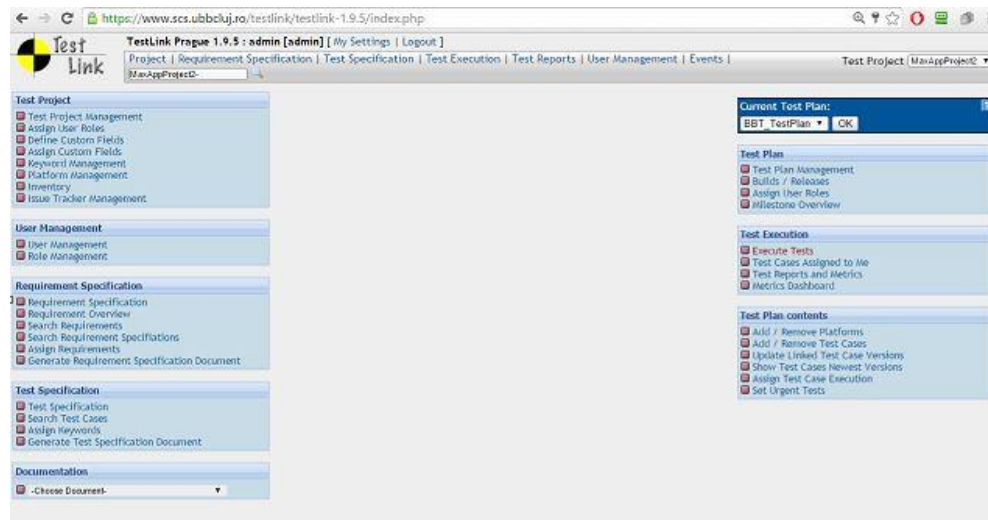 https://www.scs.ubbcluj.ro/testlink/testlink-1.9.5/index.php
Test Link
TestLink Prague 1.9.5 : admin [admin] [ My Settings | Logout ]
Project | Requirement Specification | Test Specification | Test Execution | Test Reports | User Management | Events |
Test Project MaxAppProject2
MaxAppProject2-
Test Project
Test Project Management
Assign User Roles
Define Custom Fields
Assign Custom Fields
Keyword Management
Platform Management
Inventory
Issue Tracker Management
User Management
User Management
Role Management
Requirement Specification
Requirement Specification
Requirement Overview
Search Requirements
Search Requirement Specifiations
Assign Requirements
Generate Requirement Specification Document
Test Specification
Test Specification
Search Test Cases
Assign Keywords
Generate Test Specification Document
Documentation
-Choose Document-
Current Test Plan:
BBT_TestPlan OK
Test Plan
Test Plan Management
Builds / Releases
Assign User Roles
Milestone Overview
Test Execution
Execute Tests
Test Cases Assigned to Me
Test Reports and Metrics
Metrics Dashboard
Test Plan contents
Add / Remove Platforms
Add / Remove Test Cases
Update Linked Test Case Versions
Show Test Cases Newest Versions
Assign Test Case Execution
Set Urgent Tests